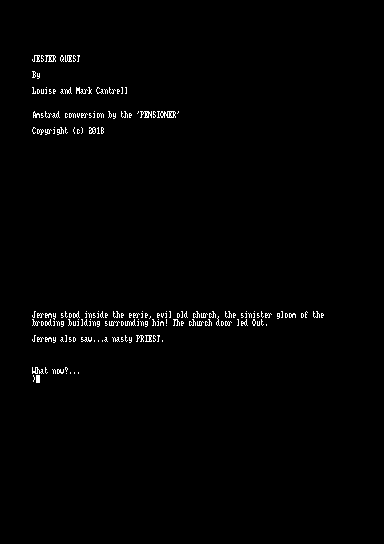 JESTER QUEST
By
Louise and Mark Cantrell
Amstrad conversion by the 'PENSIONER'
Copyright (c) 2018
Jeremy stood inside the eerie, evil old church, the sinister gloom of the
brooding building surrounding him! The church door led Out.
Jeremy also saw...a nasty PRIEST.
What now?...
>